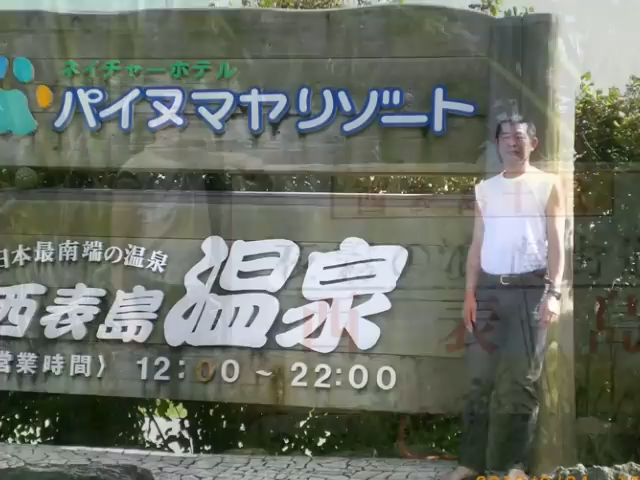 ネイチャーホテル
パイヌマヤリゾート
日本最南端の温泉
西表島温泉
営業時間〉 12:00 ~ 22:00